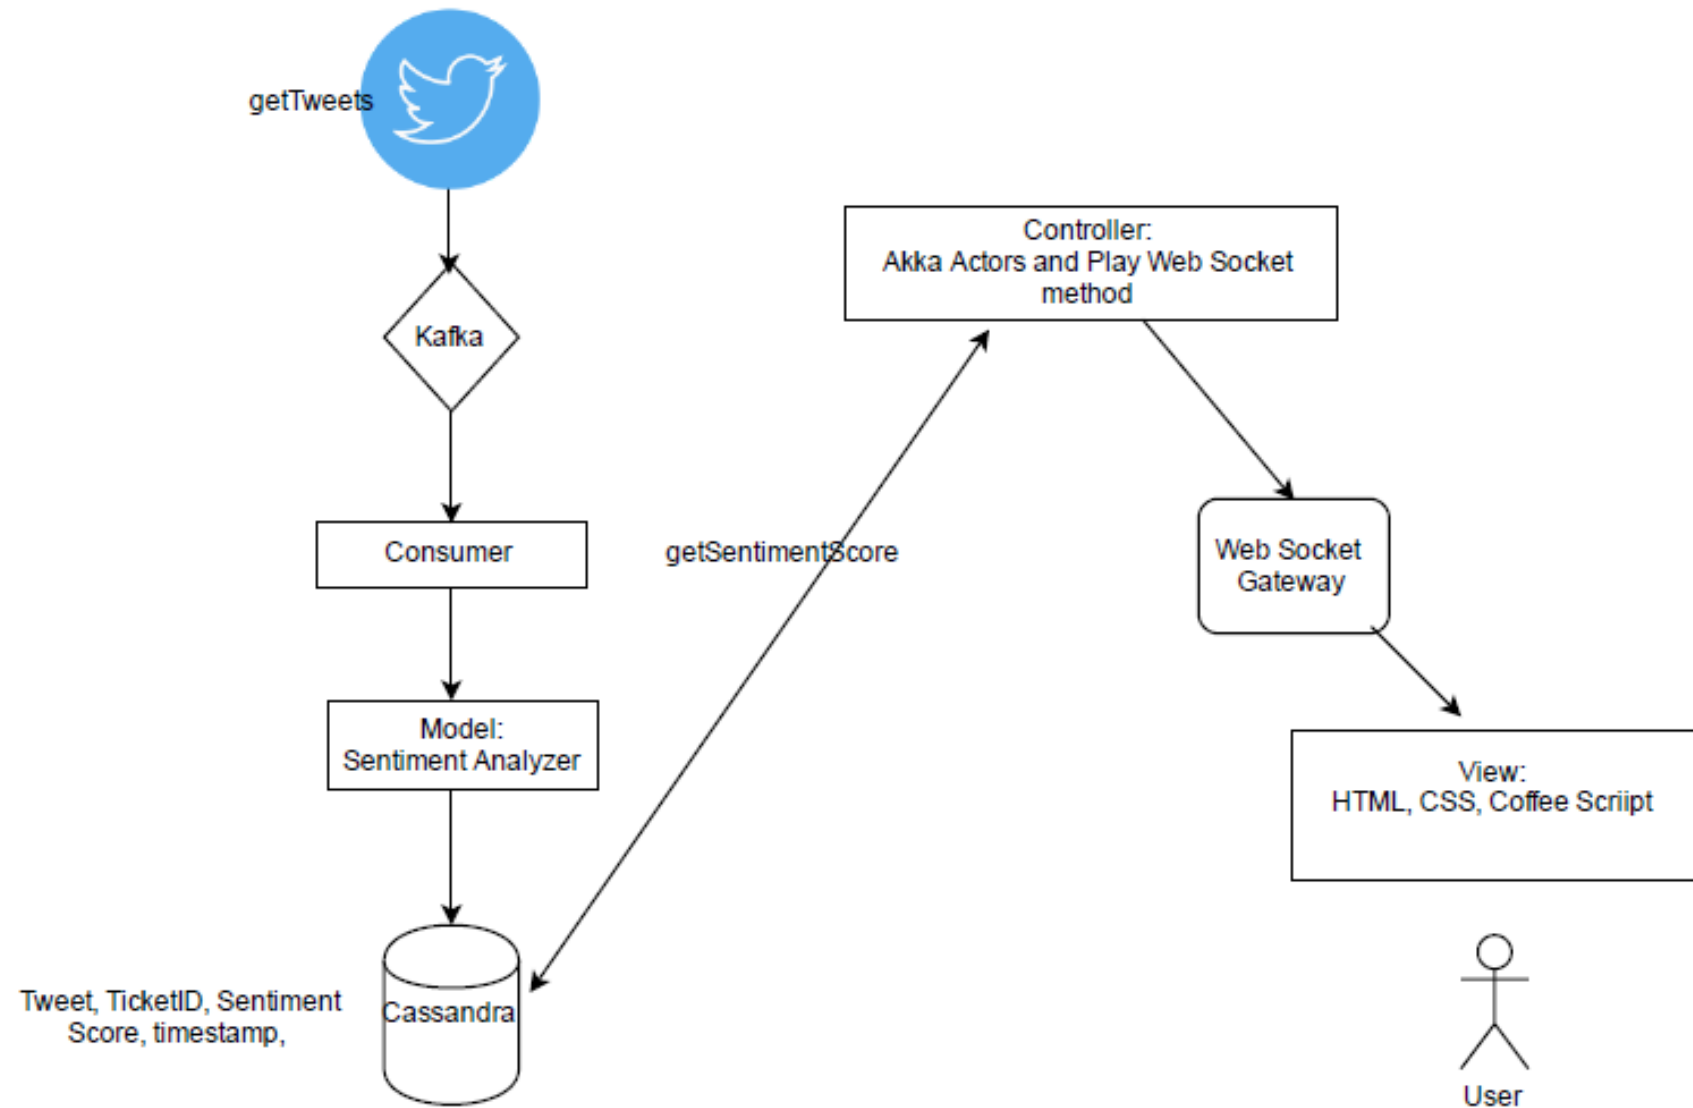 getTweets
Kafka
Consumer
Model:
Sentiment Analyzer
Cassandra
Tweet, TicketID, Sentiment
Score, timestamp,
getSentimentScore
Controller:
Akka Actors and Play Web Socket
method
Web Socket
Gateway
View:
HTML, CSS, Coffee Scriipt
User